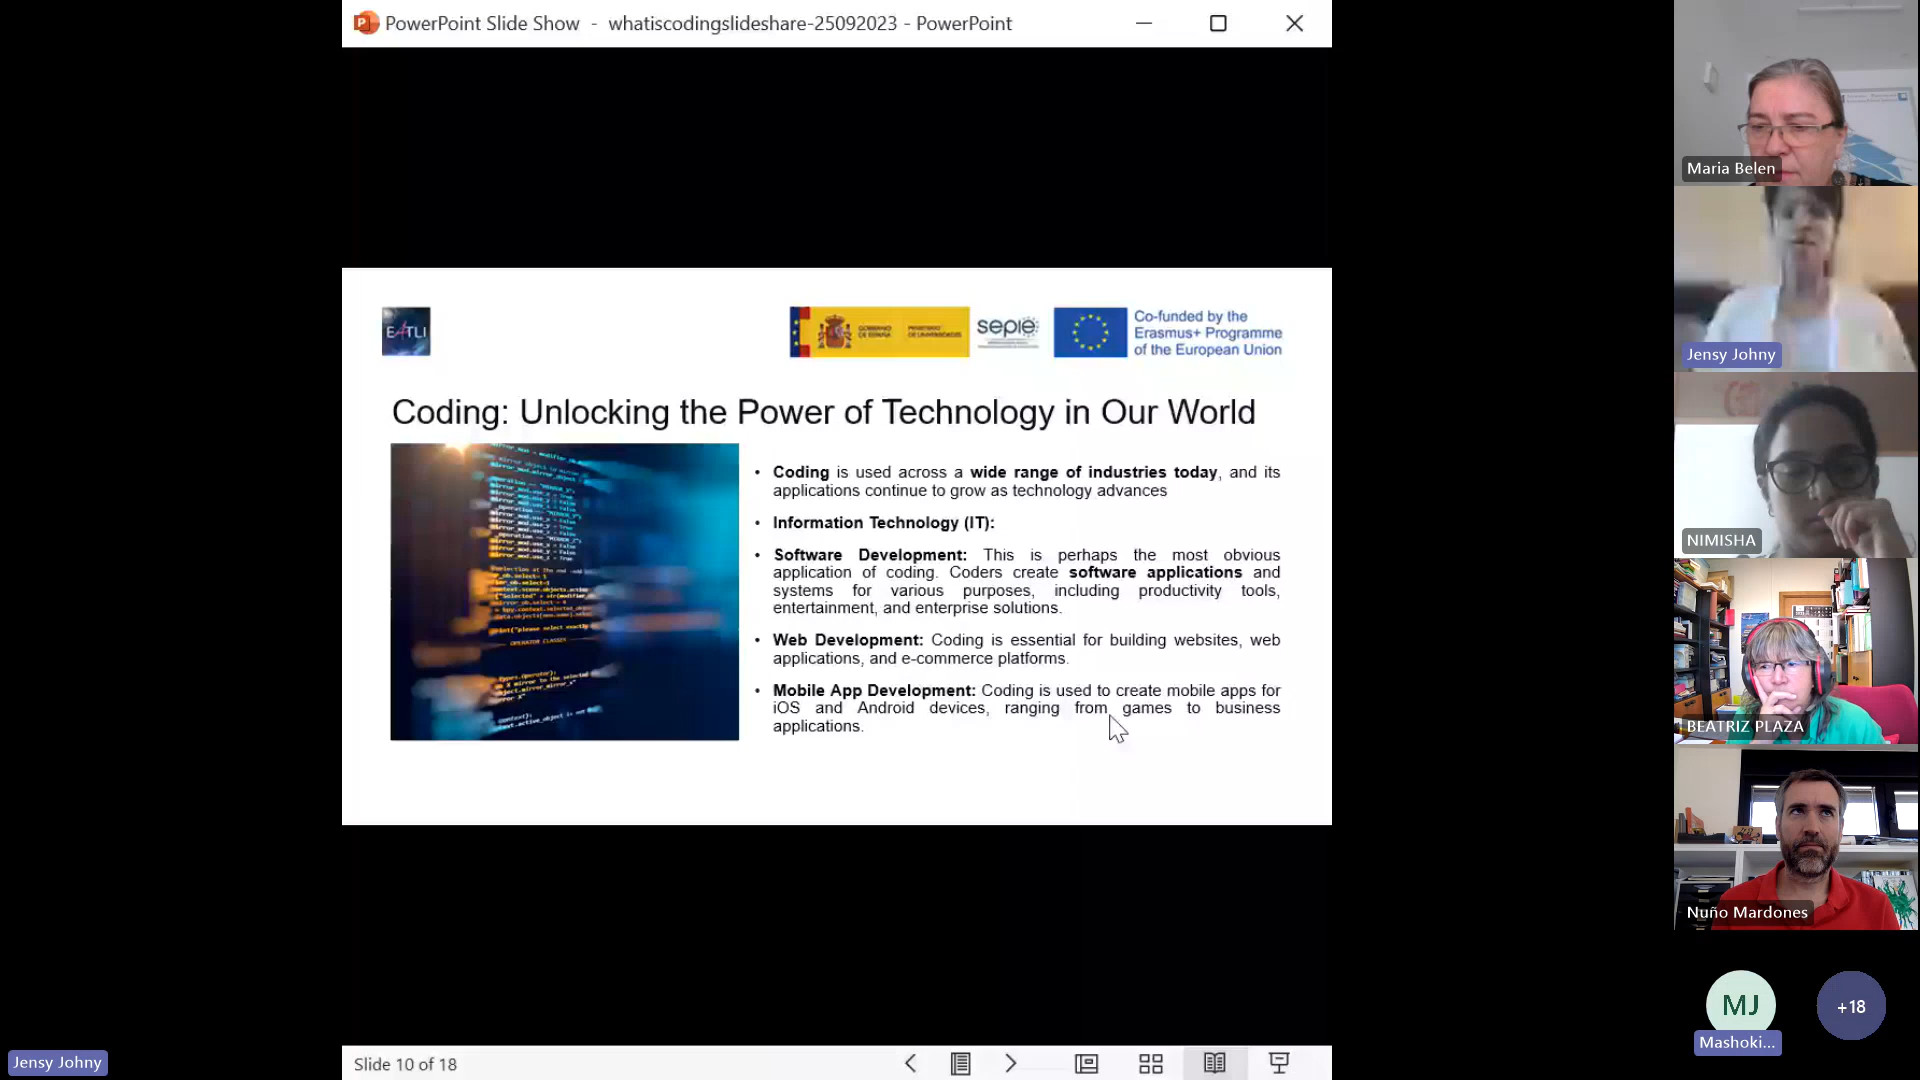 PowerPoint Slide Show - whatiscodingslideshare-25092023 - PowerPoint
EATLI
GOBIERNO
DE ESPAÑA
MINISTERIO
DE UNIVERSIDADES
sepie
Co-funded by the
Erasmus+ Programme
of the European Union
Coding: Unlocking the Power of Technology in Our World
• Coding is used across a wide range of industries today, and its
applications continue to grow as technology advances
• Information Technology (IT):
• Software Development: This is perhaps the most obvious
application of coding. Coders create software applications and
systems for various purposes, including productivity tools,
entertainment, and enterprise solutions.
• Web Development: Coding is essential for building websites, web
applications, and e-commerce platforms.
• Mobile App Development: Coding is used to create mobile apps for
iOS and Android devices, ranging from games to business
applications.
Slide 10 of 18
Jensy Johny
Maria Belen
Jensy Johny
NIMISHA
BEATRIZ PLAZA
Nuño Mardones
MJ
Mashoki...
+18